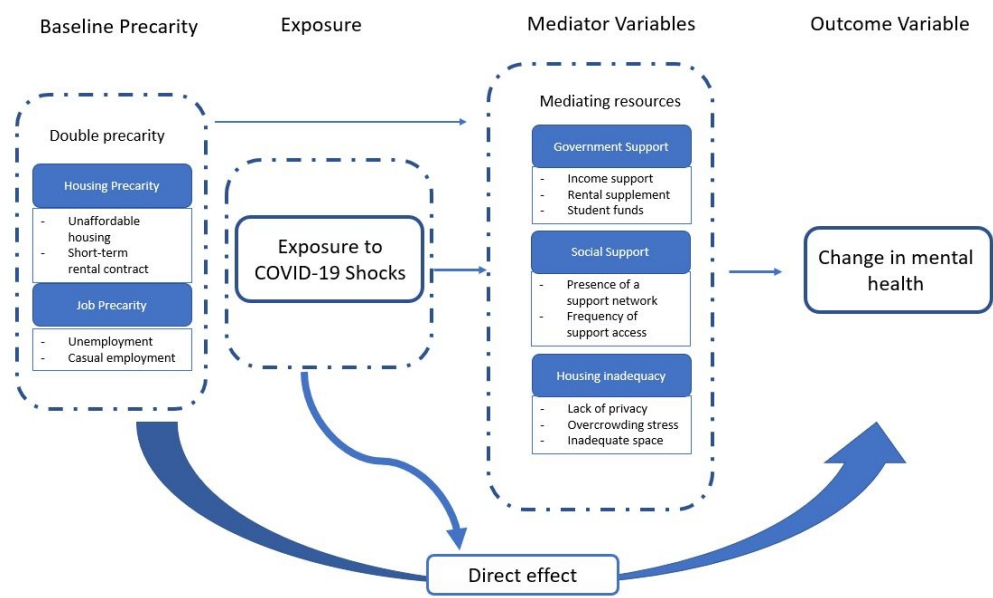 Baseline Precarity
Exposure
Mediator Variables
Outcome Variable
Double precarity
Housing Precarity
- Unaffordable
housing
- Short-term
rental contract
Job Precarity
- Unemployment
- Casual employment
Exposure to
COVID-19 Shocks
Mediating resources
Government Support
- Income support
- Rental supplement
- Student funds
Social Support
- Presence of a
support network
- Frequency of
support access
Housing inadequacy
- Lack of privacy
- Overcrowding stress
- Inadequate space
Change in mental
health
Direct effect